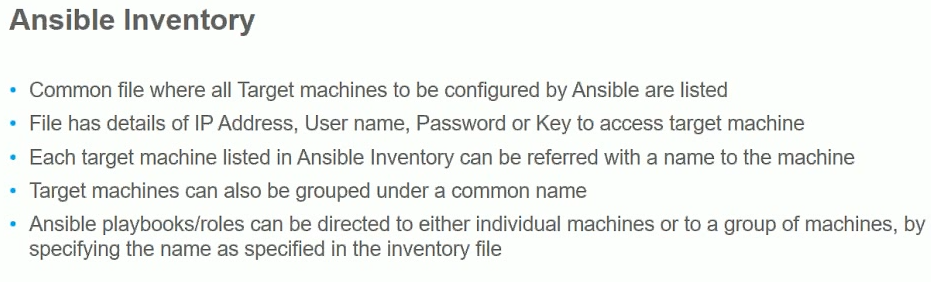 Ansible Inventory
• Common file where all Target machines to be configured by Ansible are listed
• File has details of IP Address, User name, Password or Key to access target machine
• Each target machine listed in Ansible Inventory can be referred with a name to the machine
• Target machines can also be grouped under a common name
• Ansible playbooks/roles can be directed to either individual machines or to a group of machines, by
specifying the name as specified in the inventory file